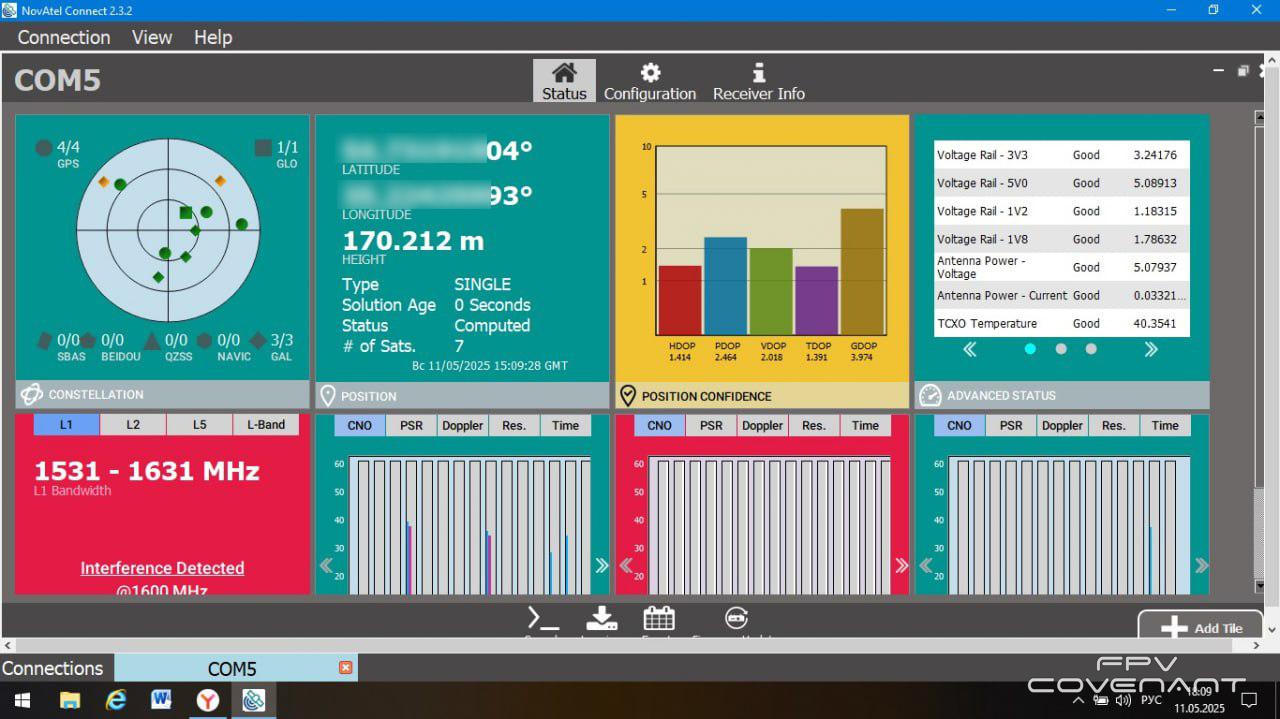 NovAtel Connect 2.3.2
Connection View Help
COM5
Status Configuration Receiver Info
4/4
GPS
1/1
GLO
0/0
SBAS
0/0
BEIDOU
0/0
QZSS
0/0
NAVIC
3/3
GAL
CONSTELLATION
04°
LATITUDE
93°
LONGITUDE
170.212 m
HEIGHT
Type SINGLE
Solution Age 0 Seconds
Status Computed
# of Sats. 7
Вс 11/05/2025 15:09:28 GMT
POSITION
10
5
2
1
HDOP PDOP VDOP TDOP GDOP
1.414 2.464 2.018 1.391 3.974
POSITION CONFIDENCE
Voltage Rail - 3V3 Good 3.24176
Voltage Rail - 5V0 Good 5.08913
Voltage Rail - 1V2 Good 1.18315
Voltage Rail - 1V8 Good 1.78632
Antenna Power - Voltage Good 5.07937
Antenna Power - Current Good 0.03321...
TCXO Temperature Good 40.3541
ADVANCED STATUS
L1 L2 L5 L-Band
1531 - 1631 MHz
L1 Bandwidth
Interference Detected
@1600 MHz
CNO PSR Doppler Res. Time
60
50
40
30
20
CNO PSR Doppler Res. Time
60
50
40
30
20
CNO PSR Doppler Res. Time
60
50
40
30
20
Add Tile
Connections COM5
FPV
COVENANT
РУС
18:09
11.05.2025